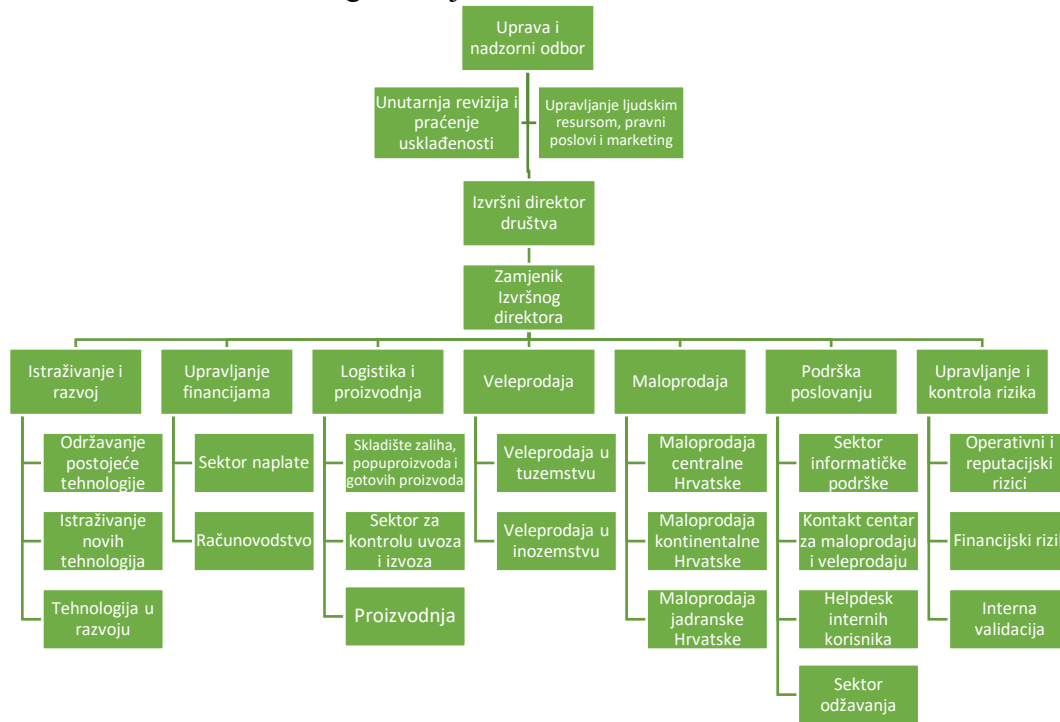 Uprava i
nadzorni odbor
Unutarnja revizija i
praćenje
usklađenosti
Upravljanje ljudskim
resursom, pravni
poslovi i marketing
Izvršni direktor
društva
Zamjenik
Izvršnog
direktora
Istraživanje i
razvoj
Održavanje
postojeće
tehnologije
Istraživanje
novih
tehnologija
Tehnologija u
razvoju
Upravljanje
financijama
Sektor naplate
Računovodstvo
Logistika i
proizvodnja
Skladište zaliha,
popuproizvoda i
gotovih proizvoda
Sektor za
kontrolu uvoza
i izvoza
Proizvodnja
Veleprodaja
Veleprodaja u
tuzemstvu
Veleprodaja u
inozemstvu
Maloprodaja
Maloprodaja
centralne
Hrvatske
Maloprodaja
kontinentalne
Hrvatske
Maloprodaja
jadranske
Hrvatske
Podrška
poslovanju
Sektor
informatičke
podrške
Kontakt centar
za maloprodaju
i veleprodaju
Helpdesk
internih
korisnika
Sektor
odžavanja
Upravljanje i
kontrola rizika
Operativni i
reputacijski
rizici
Financijski rizi
Interna
validacija